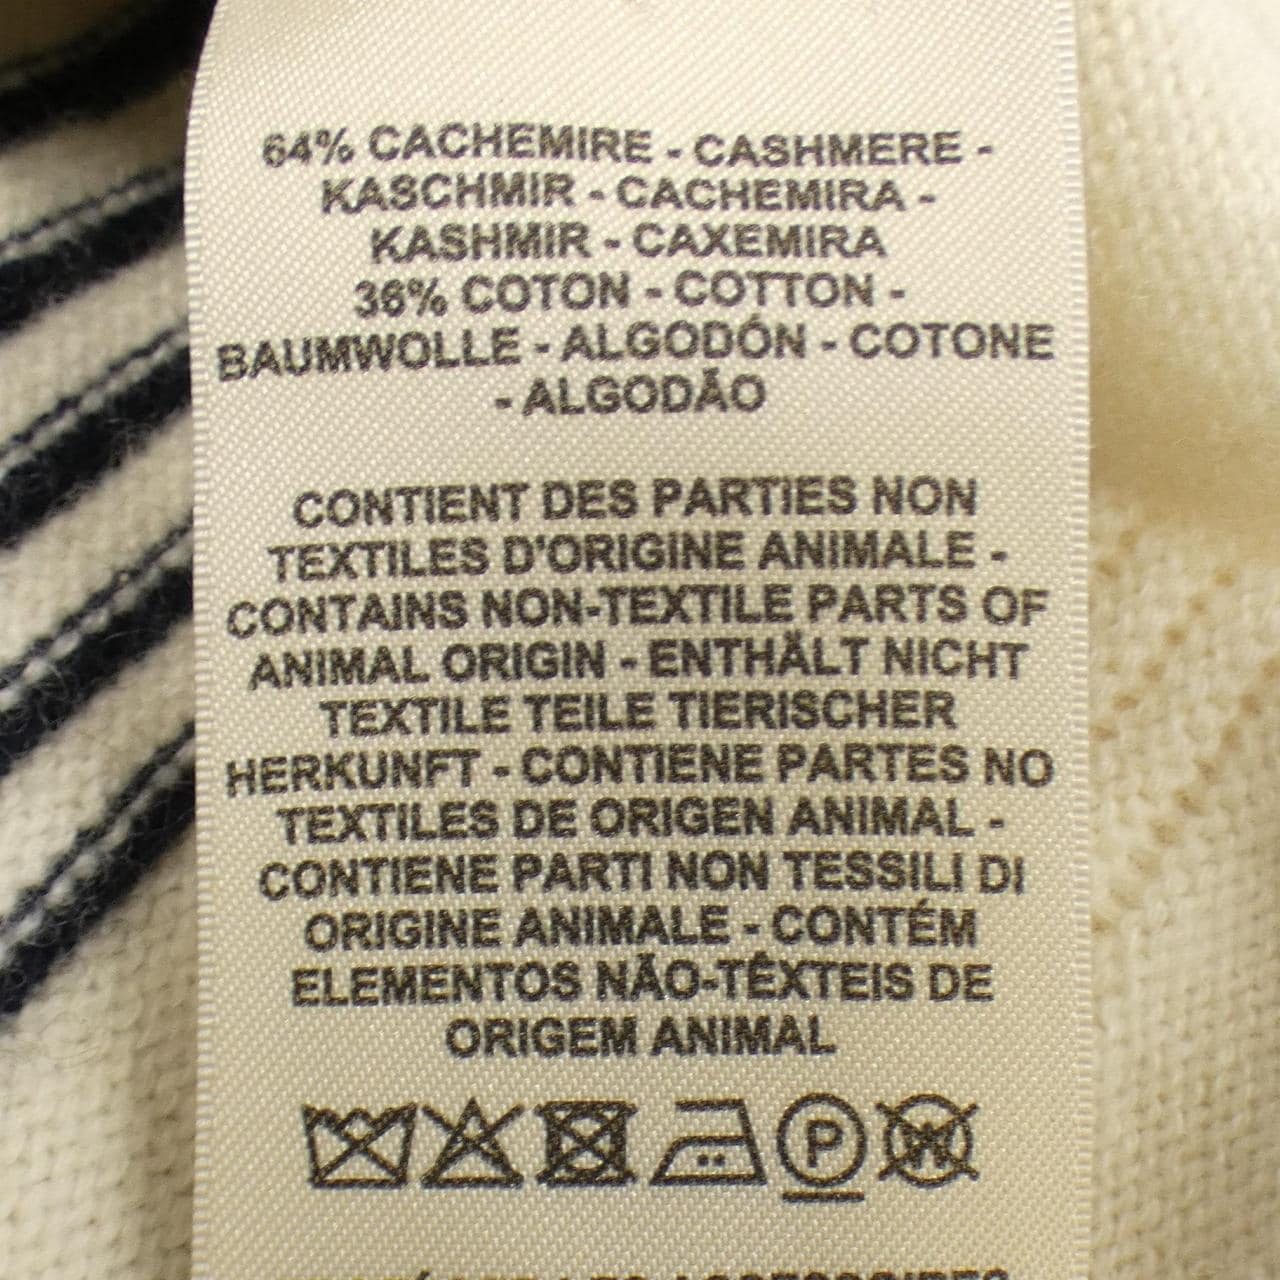 64% CACHEMIRE - CASHMERE -
KASCHMIR - CACHEMIRA -
KASHMIR - CAXEMIRA
36% COTON - COTTON -
BAUMWOLLE - ALGODÓN - COTONE
- ALGODÃO
CONTIENT DES PARTIES NON
TEXTILES D'ORIGINE ANIMALE -
CONTAINS NON-TEXTILE PARTS OF
ANIMAL ORIGIN - ENTHÄLT NICHT
TEXTILE TEILE TIERISCHER
HERKUNFT - CONTIENE PARTES NO
TEXTILES DE ORIGEN ANIMAL -
CONTIENE PARTI NON TESSILI DI
ORIGINE ANIMALE - CONTÉM
ELEMENTOS NÃO-TÊXTEIS DE
ORIGEM ANIMAL
P W